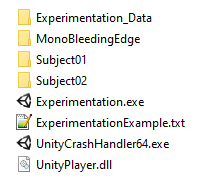 Experimentation_Data
MonoBleedingEdge
Subject01
Subject02
Experimentation.exe
ExperimentationExample.txt
UnityCrashHandler64.exe
UnityPlayer.dll